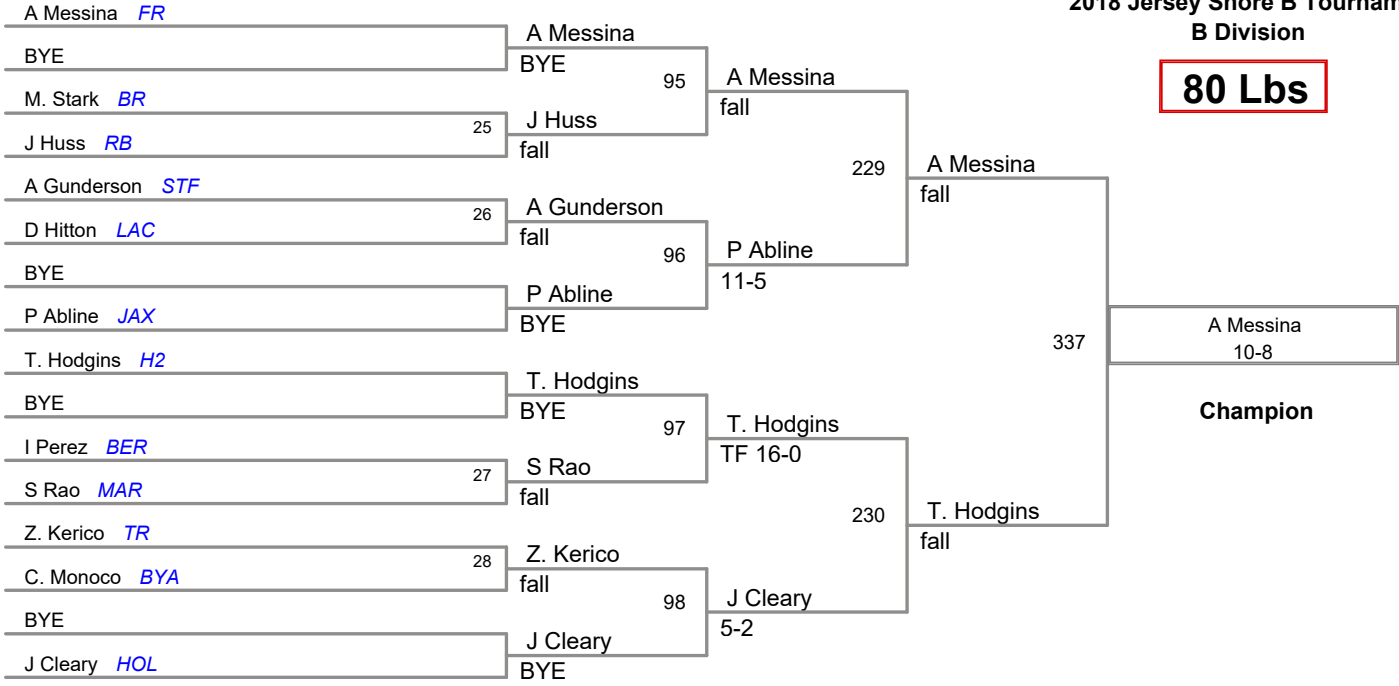 2018 Jersey Shore B Tournam
B Division
80 Lbs
A Messina FR
BYE
M. Stark BR
J Huss RB
A Gunderson STF
D Hitton LAC
BYE
P Abline JAX
T. Hodgins H2
BYE
I Perez BER
S Rao MAR
Z. Kerico TR
C. Monoco BYA
BYE
J Cleary HOL
A Messina
BYE
25
J Huss
fall
26
A Gunderson
fall
P Abline
BYE
T. Hodgins
BYE
27
S Rao
fall
28
Z. Kerico
fall
J Cleary
BYE
95
A Messina
fall
96
P Abline
11-5
97
T. Hodgins
TF 16-0
98
J Cleary
5-2
229
A Messina
fall
230
T. Hodgins
fall
337
A Messina
10-8
Champion